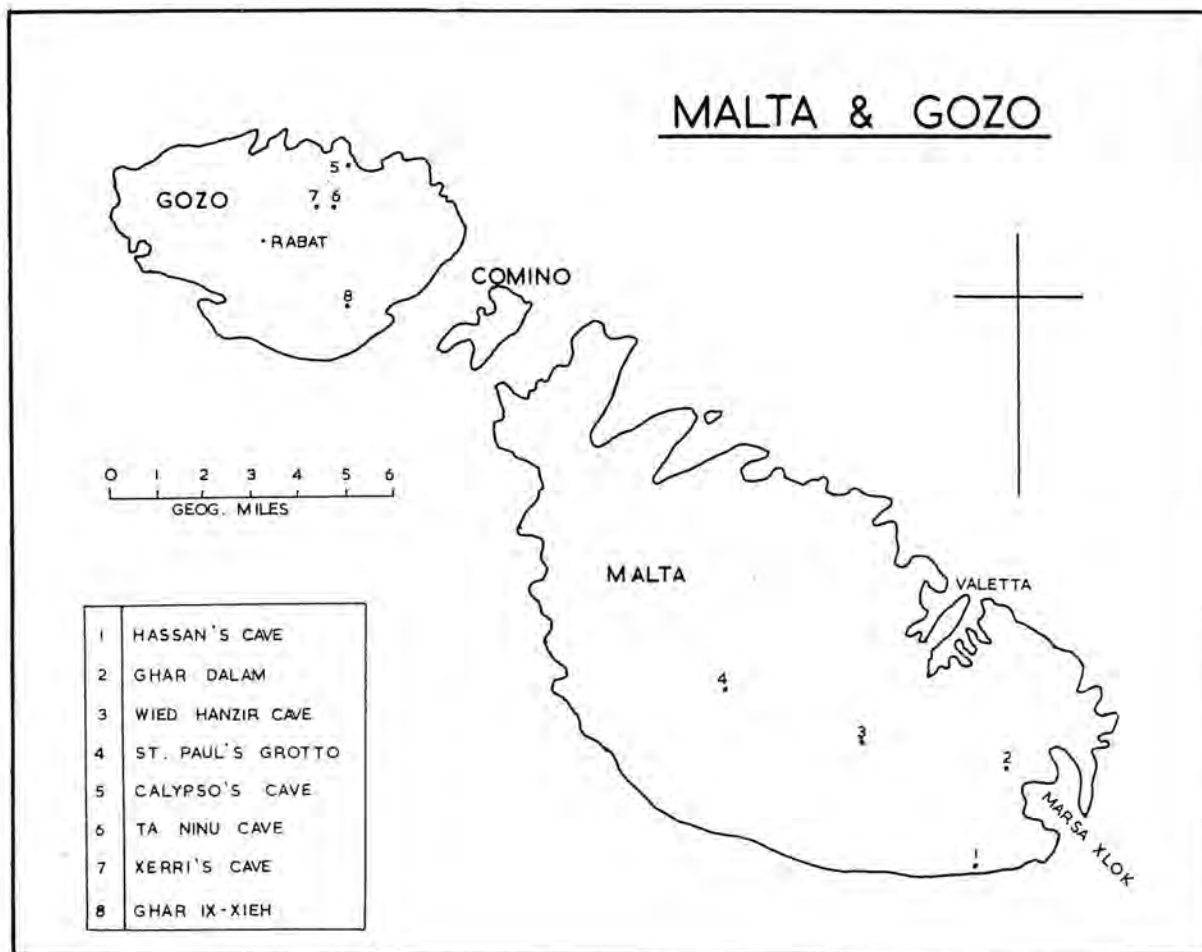 MALTA & GOZO
5
GOZO
7 6
RABAT
COMINO
8
0 1 2 3 4 5 6
GEOG. MILES
MALTA
VALETTA
4
3
2
MARSA XLOK
1
1 HASSAN'S CAVE
2 GHAR DALAM
3 WIED HANZIR CAVE
4 ST. PAUL'S GROTTO
5 CALYPSO'S CAVE
6 TA NINU CAVE
7 XERRI'S CAVE
8 GHAR IX-XIEH